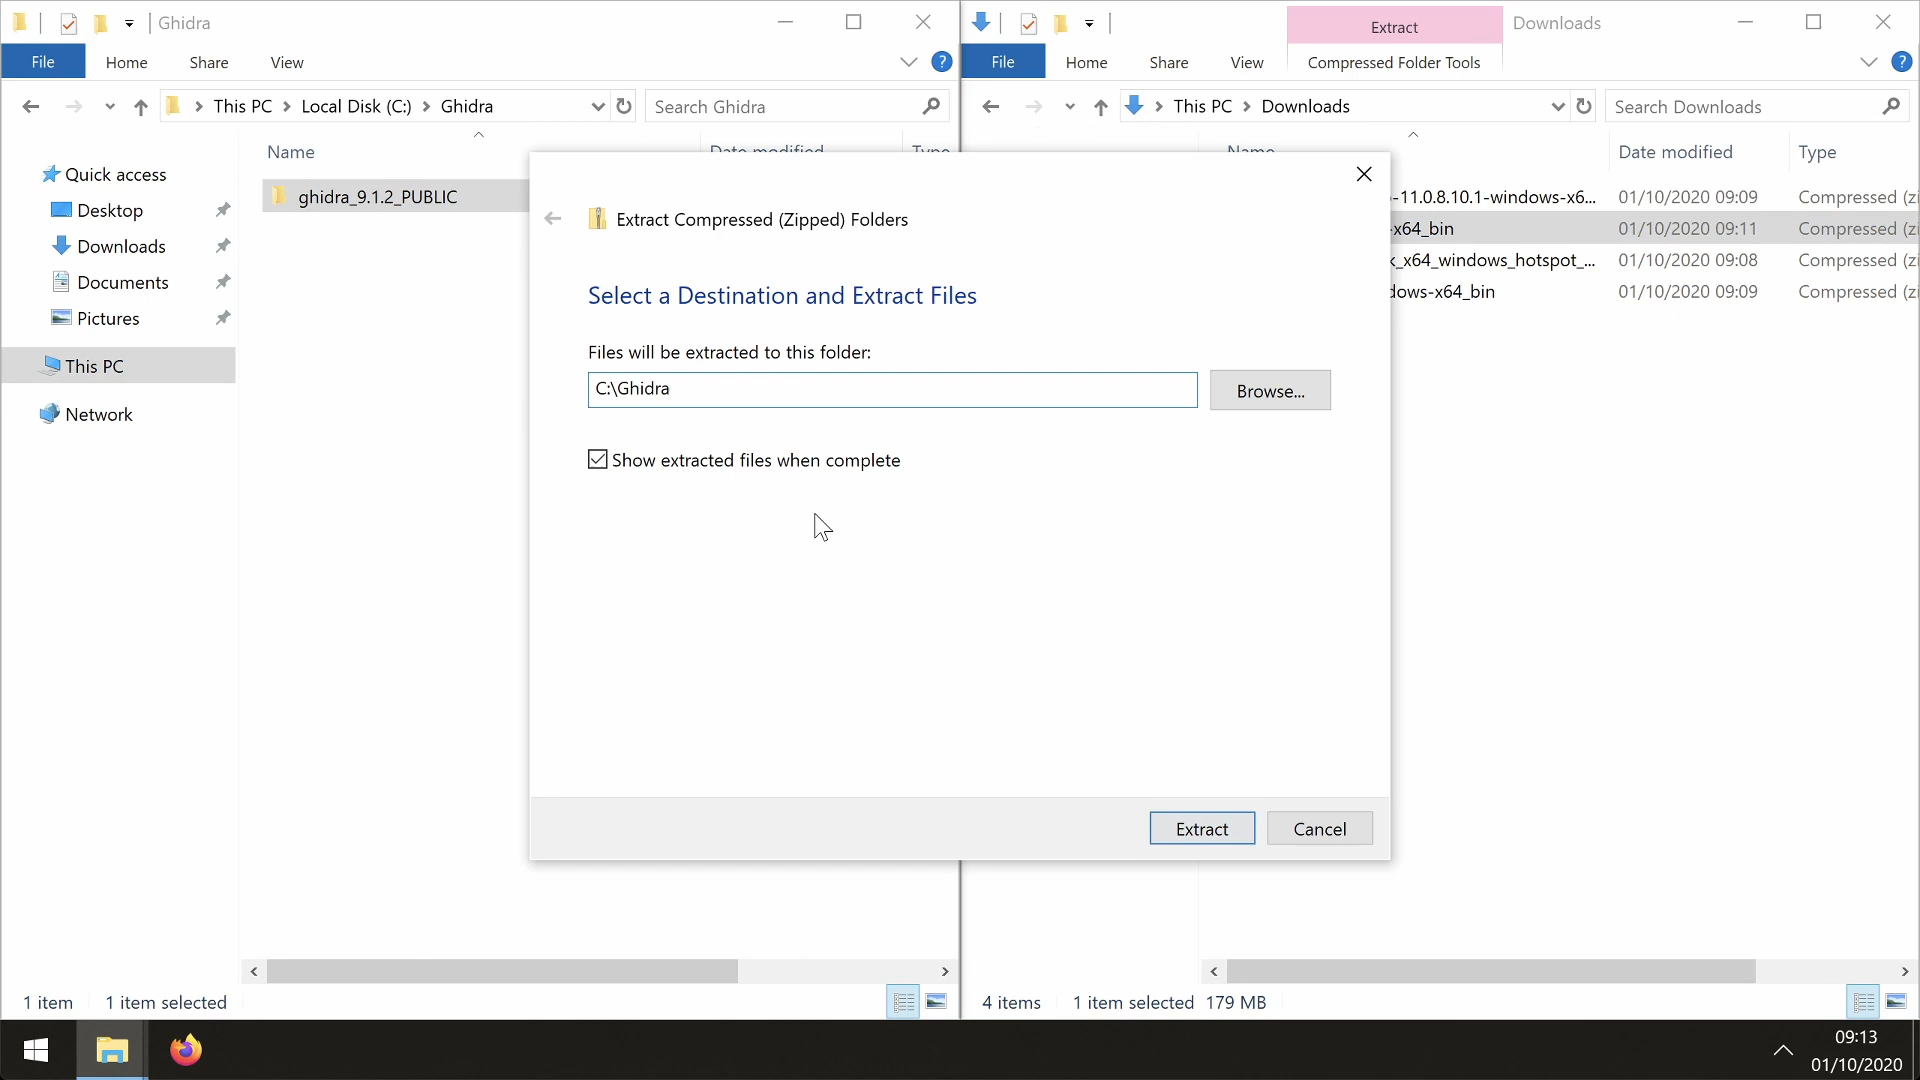 Ghidra
File
Home
Share
View
This PC
Local Disk (C:)
Ghidra
Search Ghidra
Name
Date modified
Type
Quick access
Desktop
Downloads
Documents
Pictures
This PC
Network
ghidra_9.1.2_PUBLIC
1 item
1 item selected
Extract
Downloads
File
Home
Share
View
Compressed Folder Tools
This PC
Downloads
Search Downloads
Name
Date modified
Type
-11.0.8.10.1-windows-x6...
01/10/2020 09:09
Compressed (zi
-x64_bin
01/10/2020 09:11
Compressed (zi
_x64_windows_hotspot_...
01/10/2020 09:08
Compressed (zi
dows-x64_bin
01/10/2020 09:09
Compressed (zi
4 items
1 item selected 179 MB
Extract Compressed (Zipped) Folders
Select a Destination and Extract Files
Files will be extracted to this folder:
C:\Ghidra
Browse...
Show extracted files when complete
Extract
Cancel
09:13
01/10/2020